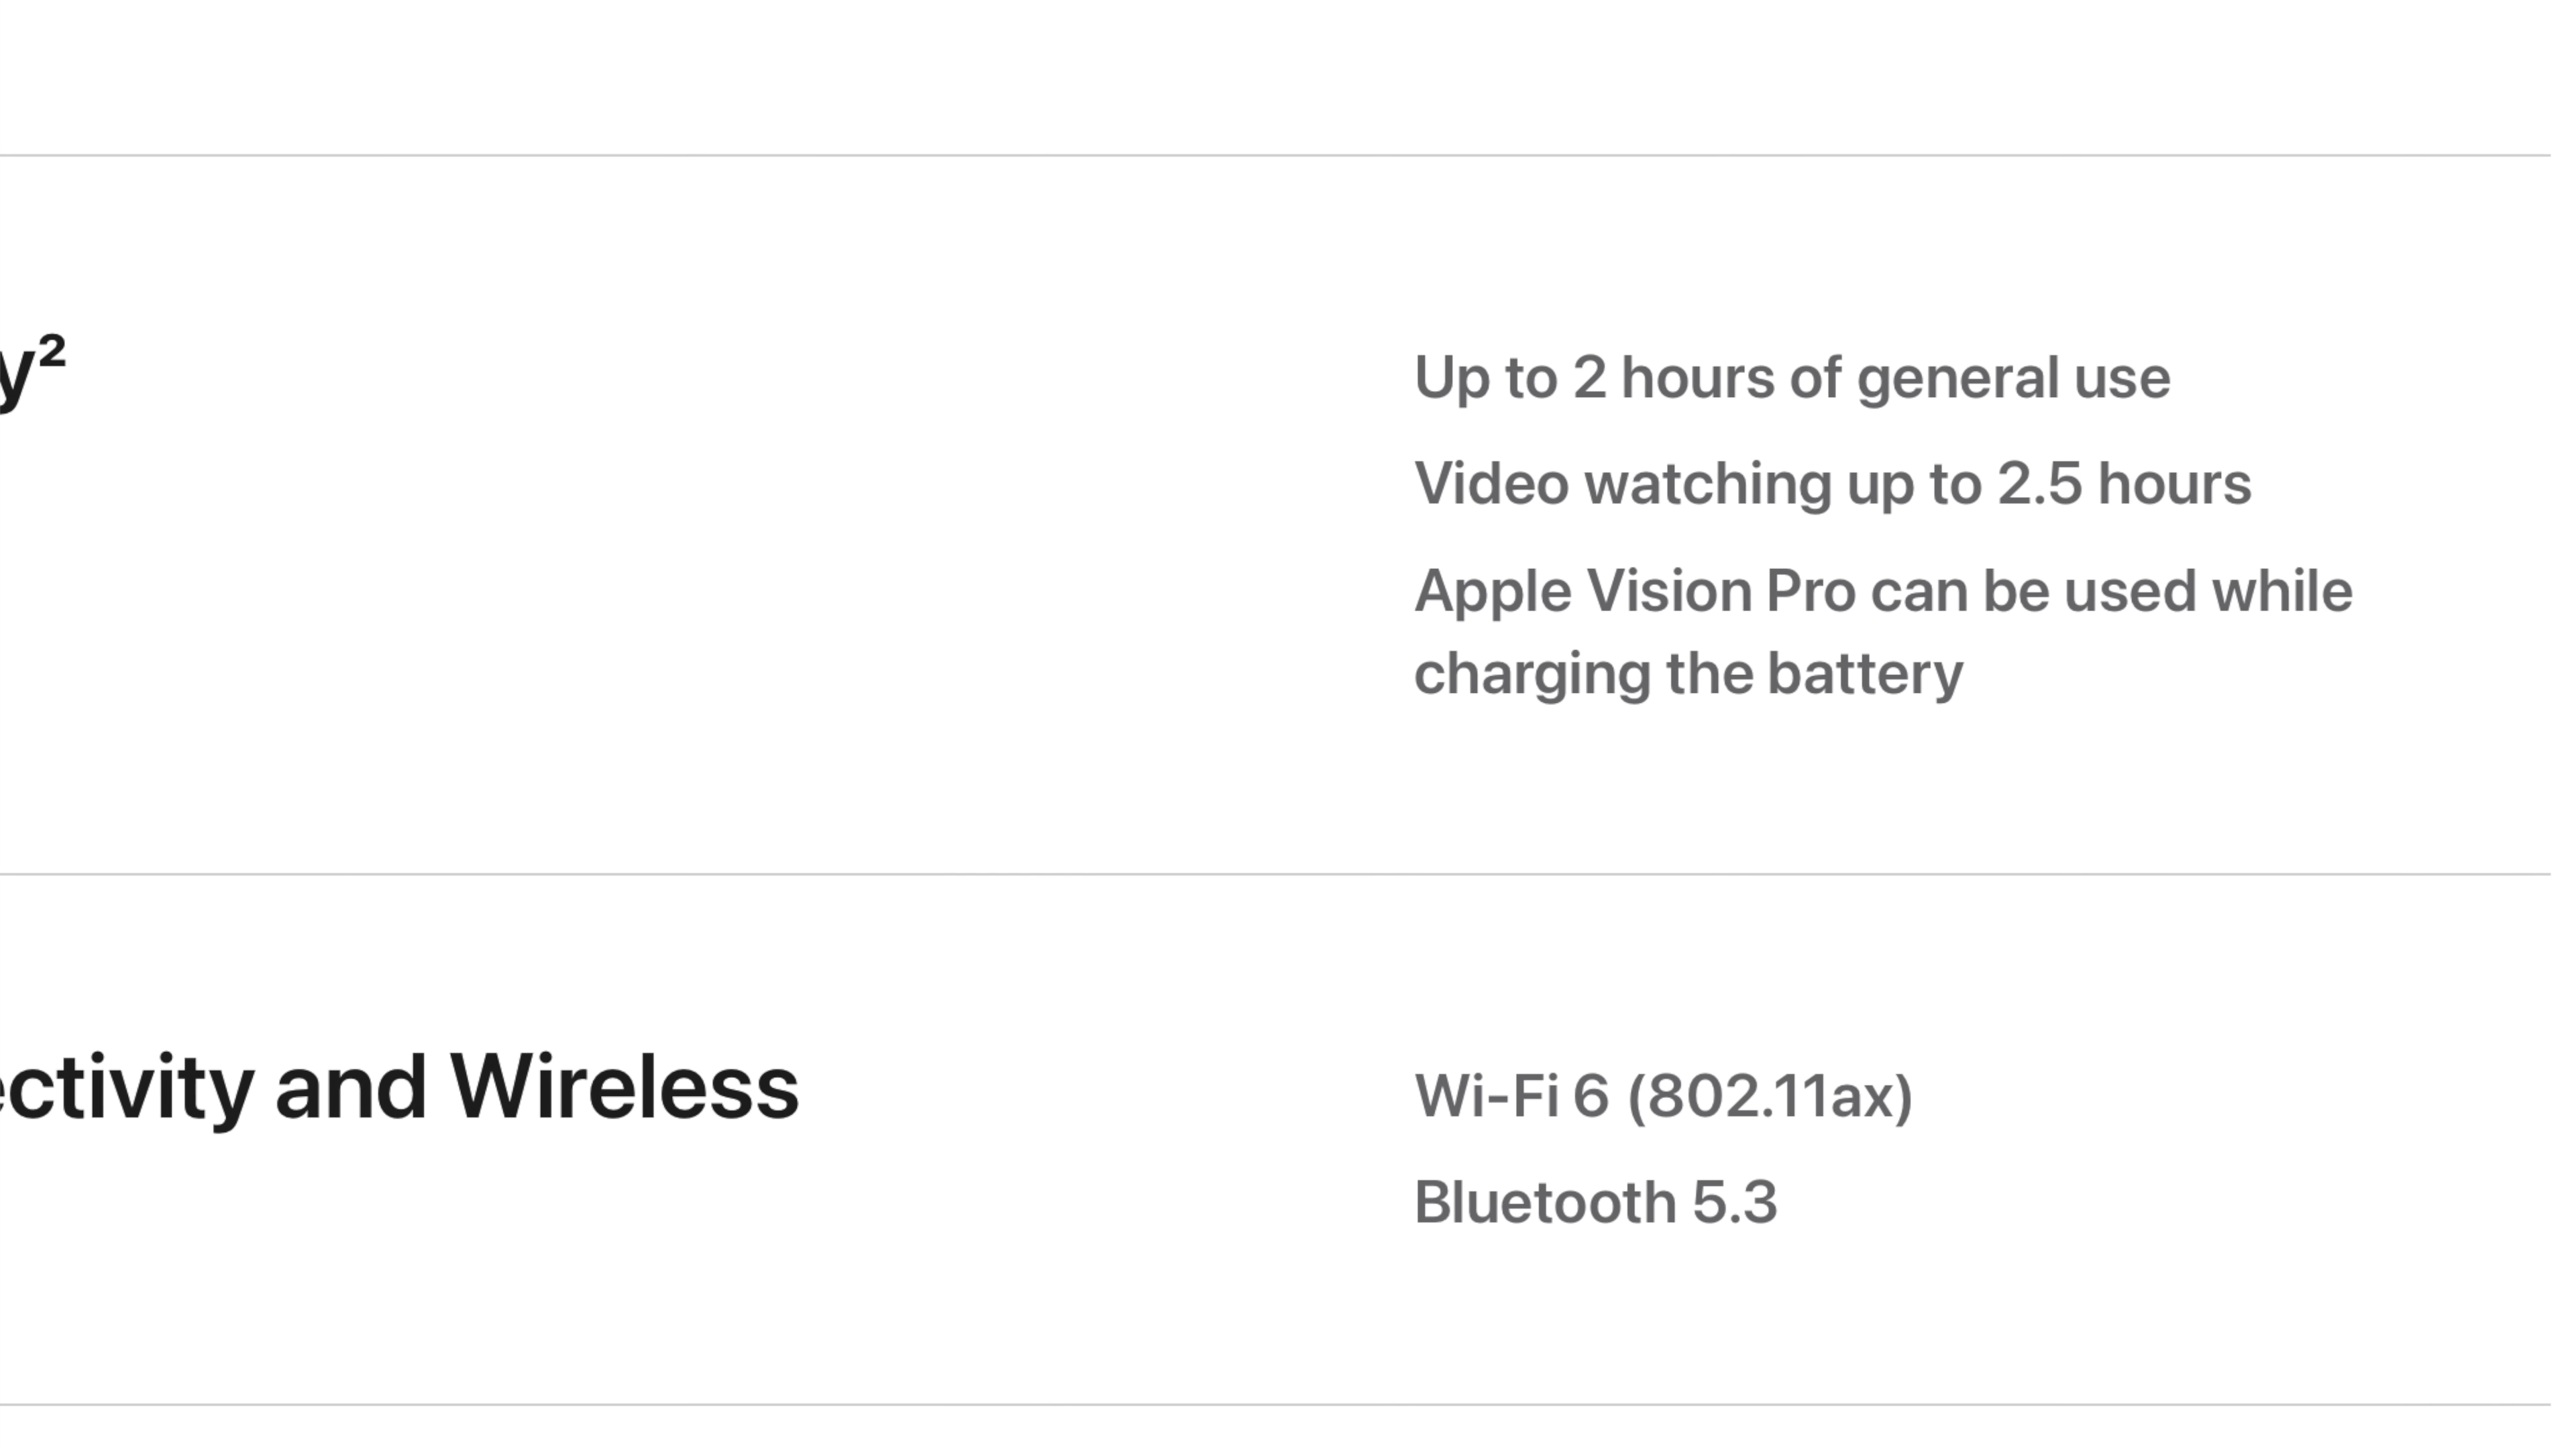 y²
Up to 2 hours of general use
Video watching up to 2.5 hours
Apple Vision Pro can be used while
charging the battery
ectivity and Wireless
Wi-Fi 6 (802.11ax)
Bluetooth 5.3